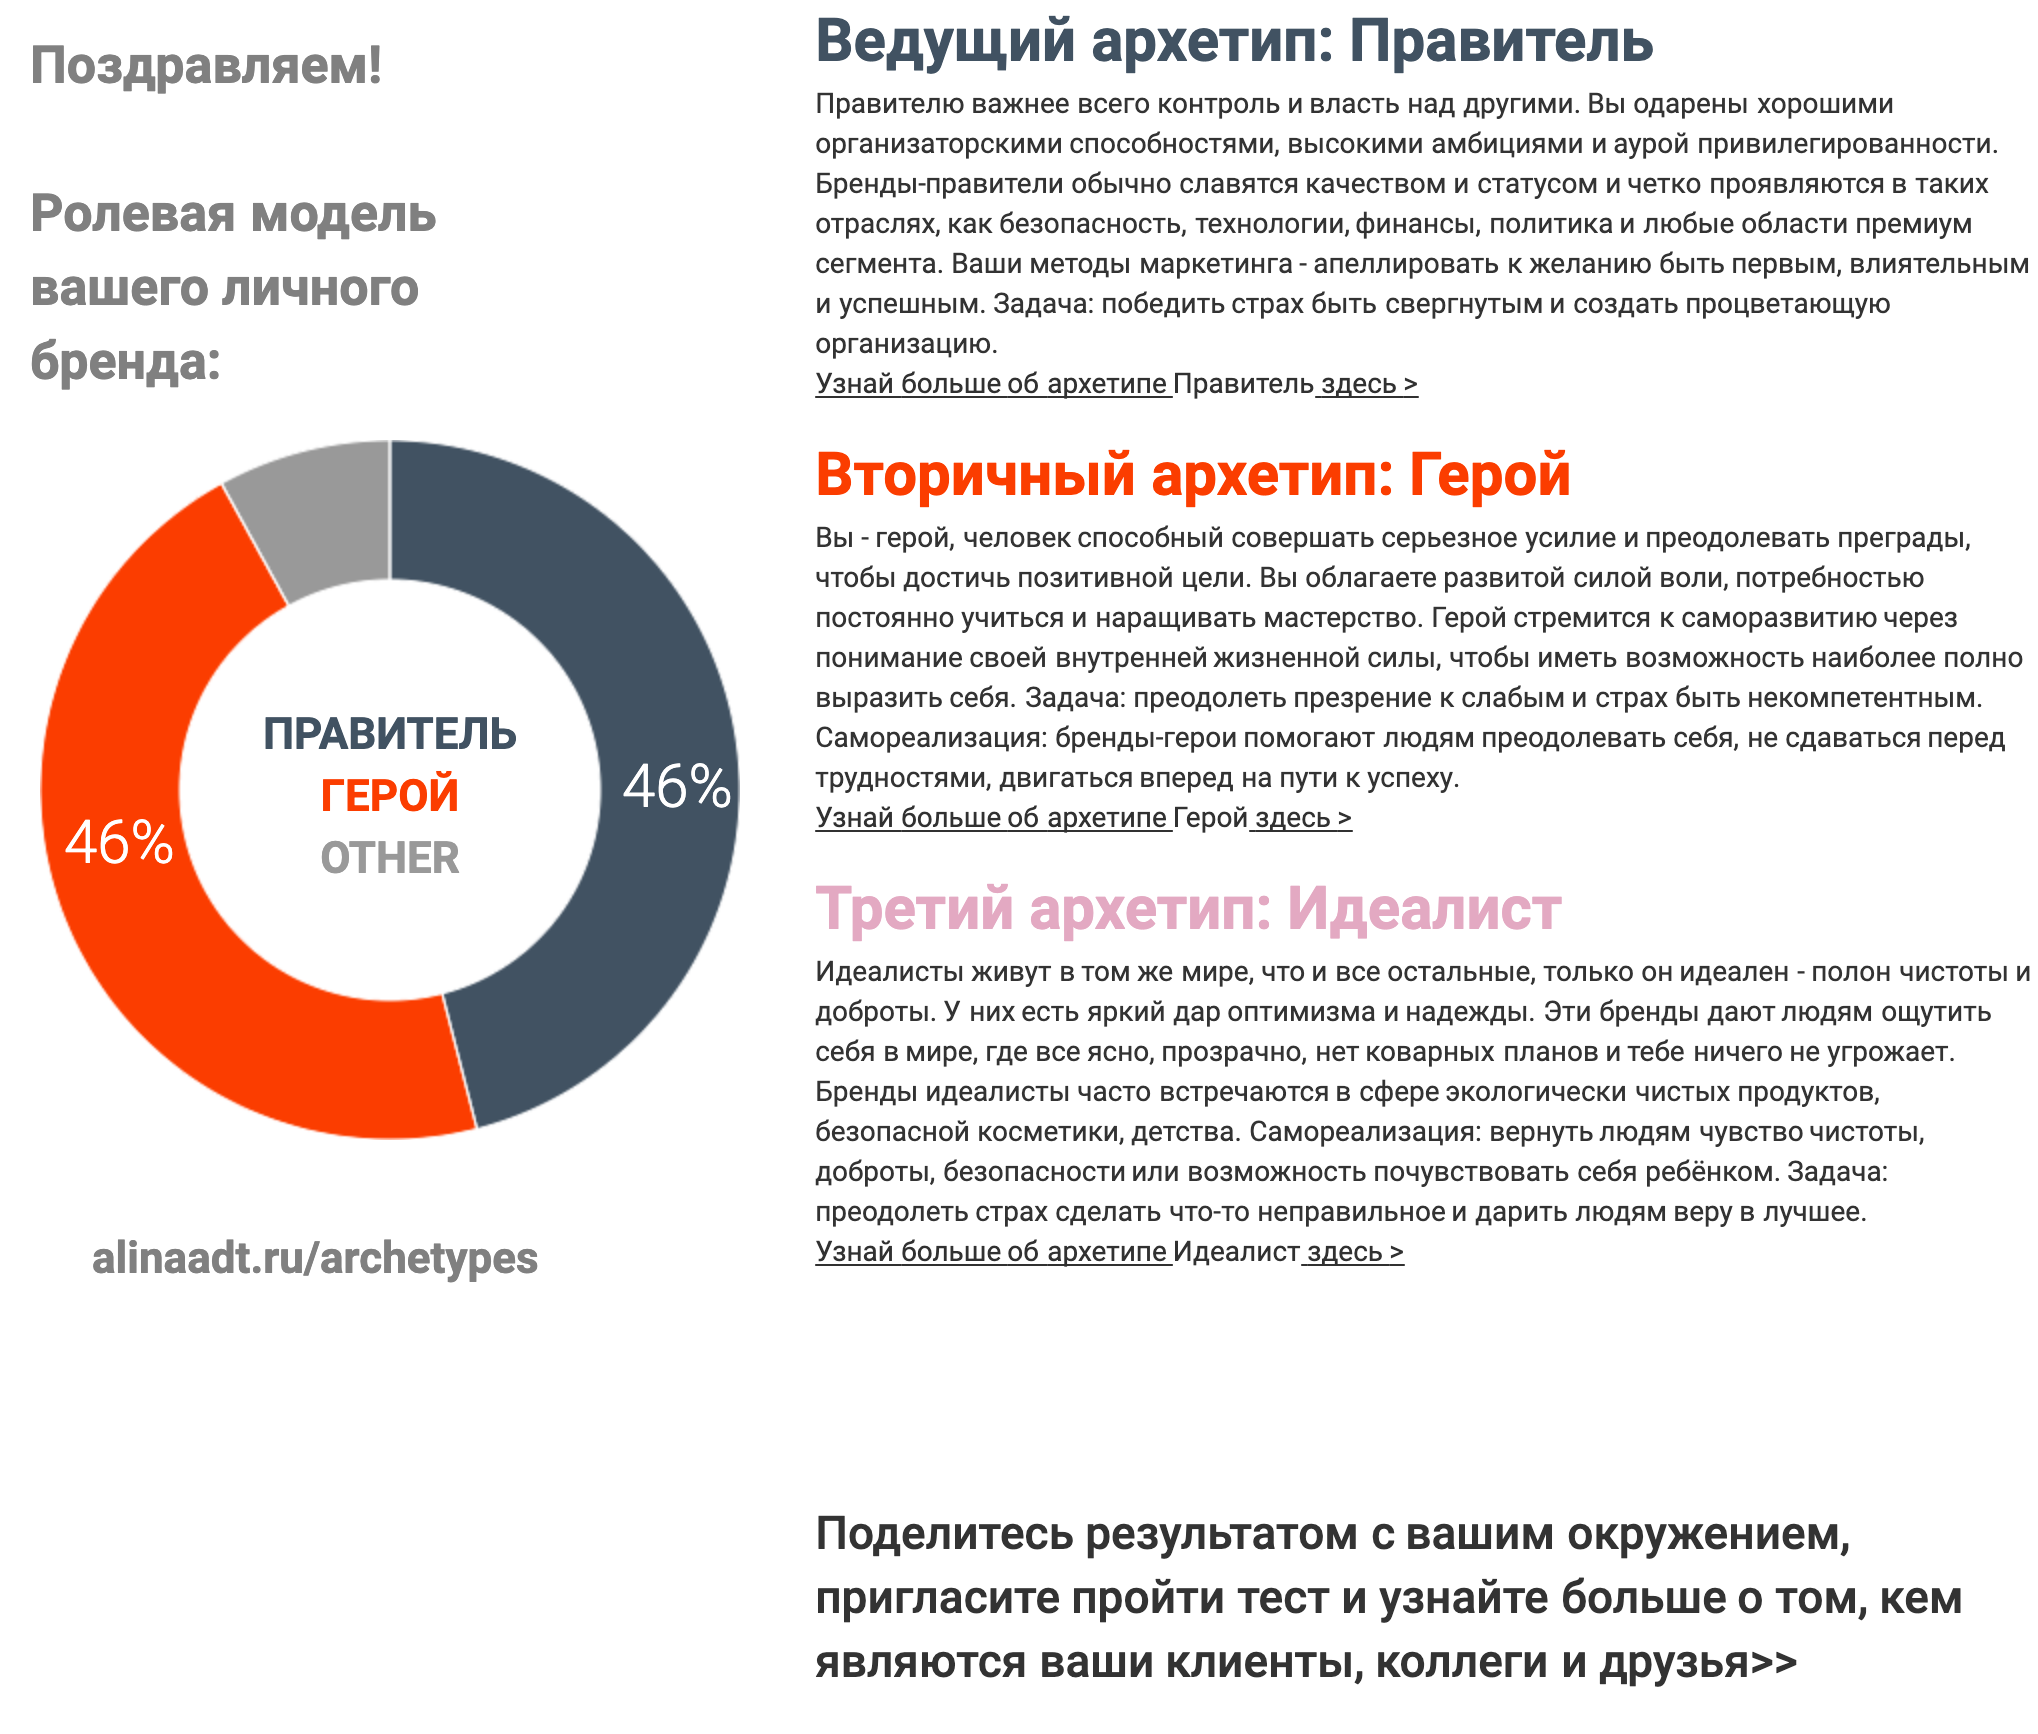 Поздравляем!
Ролевая модель
вашего личного
бренда:
ПРАВИТЕЛЬ
ГЕРОЙ
OTHER
46%
46%
alinaadt.ru/archetypes
Ведущий архетип: Правитель
Правителю важнее всего контроль и власть над другими. Вы одарены хорошими
организаторскими способностями, высокими амбициями и аурой привилегированности.
Бренды-правители обычно славятся качеством и статусом и четко проявляются в таких
отраслях, как безопасность, технологии, финансы, политика и любые области премиум
сегмента. Ваши методы маркетинга - апеллировать к желанию быть первым, влиятельным
и успешным. Задача: победить страх быть свергнутым и создать процветающую
организацию.
Узнай больше об архетипе Правитель здесь >
Вторичный архетип: Герой
Вы - герой, человек способный совершать серьезное усилие и преодолевать преграды,
чтобы достичь позитивной цели. Вы облагаете развитой силой воли, потребностью
постоянно учиться и наращивать мастерство. Герой стремится к саморазвитию через
понимание своей внутренней жизненной силы, чтобы иметь возможность наиболее полно
выразить себя. Задача: преодолеть презрение к слабым и страх быть некомпетентным.
Самореализация: бренды-герои помогают людям преодолевать себя, не сдаваться перед
трудностями, двигаться вперед на пути к успеху.
Узнай больше об архетипе Герой здесь >
Третий архетип: Идеалист
Идеалисты живут в том же мире, что и все остальные, только он идеален - полон чистоты и
доброты. У них есть яркий дар оптимизма и надежды. Эти бренды дают людям ощутить
себя в мире, где все ясно, прозрачно, нет коварных планов и тебе ничего не угрожает.
Бренды идеалисты часто встречаются в сфере экологически чистых продуктов,
безопасной косметики, детства. Самореализация: вернуть людям чувство чистоты,
доброты, безопасности или возможность почувствовать себя ребёнком. Задача:
преодолеть страх сделать что-то неправильное и дарить людям веру в лучшее.
Узнай больше об архетипе Идеалист здесь >
Поделитесь результатом с вашим окружением,
пригласите пройти тест и узнайте больше о том, кем
являются ваши клиенты, коллеги и друзья>>